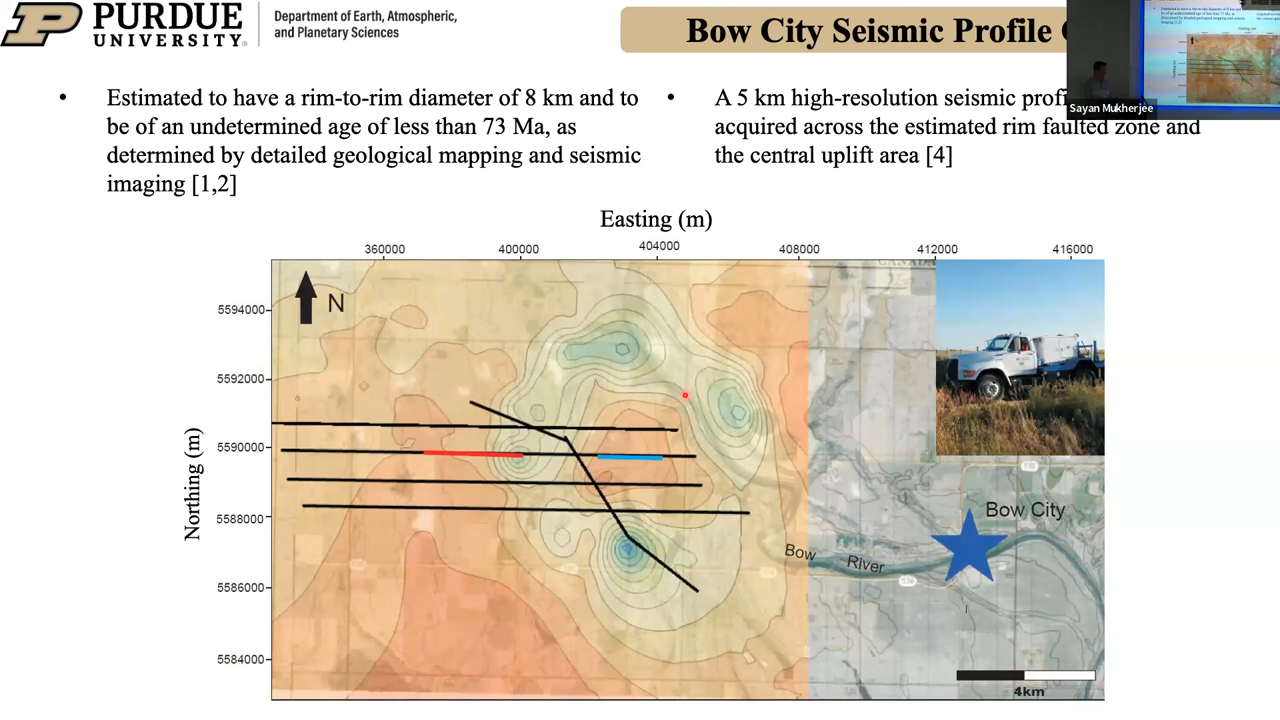 PURDUE
UNIVERSITY®
Department of Earth, Atmospheric,
and Planetary Sciences
Bow City Seismic Profile
Sayan Mukherjee
• Estimated to have a rim-to-rim diameter of 8 km and to
be of an undetermined age of less than 73 Ma, as
determined by detailed geological mapping and seismic
imaging [1,2]
• A 5 km high-resolution seismic
acquired across the estimated rim faulted zone and
the central uplift area [4]
Easting (m)
360000 400000 404000 408000 412000 416000
CANADA
N
Northing (m)
5594000
5592000
5590000
5588000
5586000
5584000
Bow City
Bow River
4km